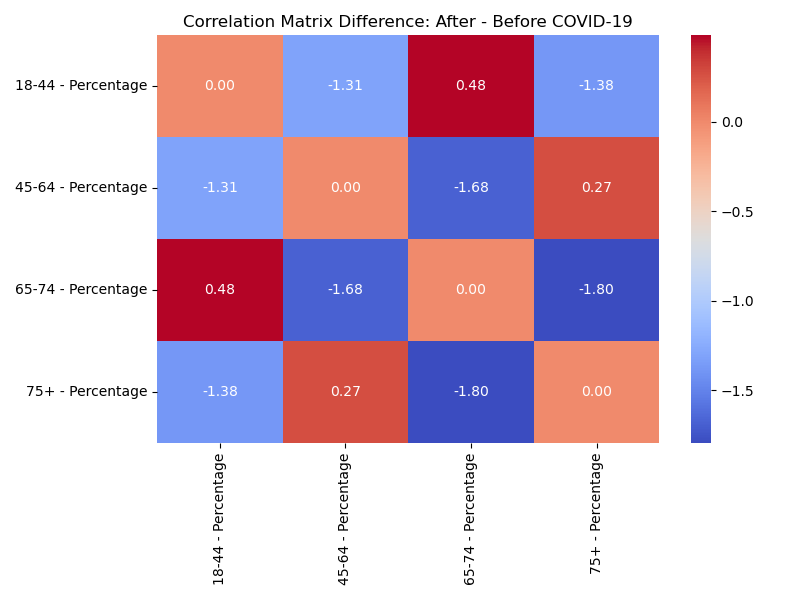 Correlation Matrix Difference: After - Before COVID-19
18-44 - Percentage 0.00 -1.31 0.48 -1.38
45-64 - Percentage -1.31 0.00 -1.68 0.27
65-74 - Percentage 0.48 -1.68 0.00 -1.80
75+ - Percentage -1.38 0.27 -1.80 0.00
18-44 - Percentage
45-64 - Percentage
65-74 - Percentage
75+ - Percentage
0.0
−0.5
−1.0
−1.5